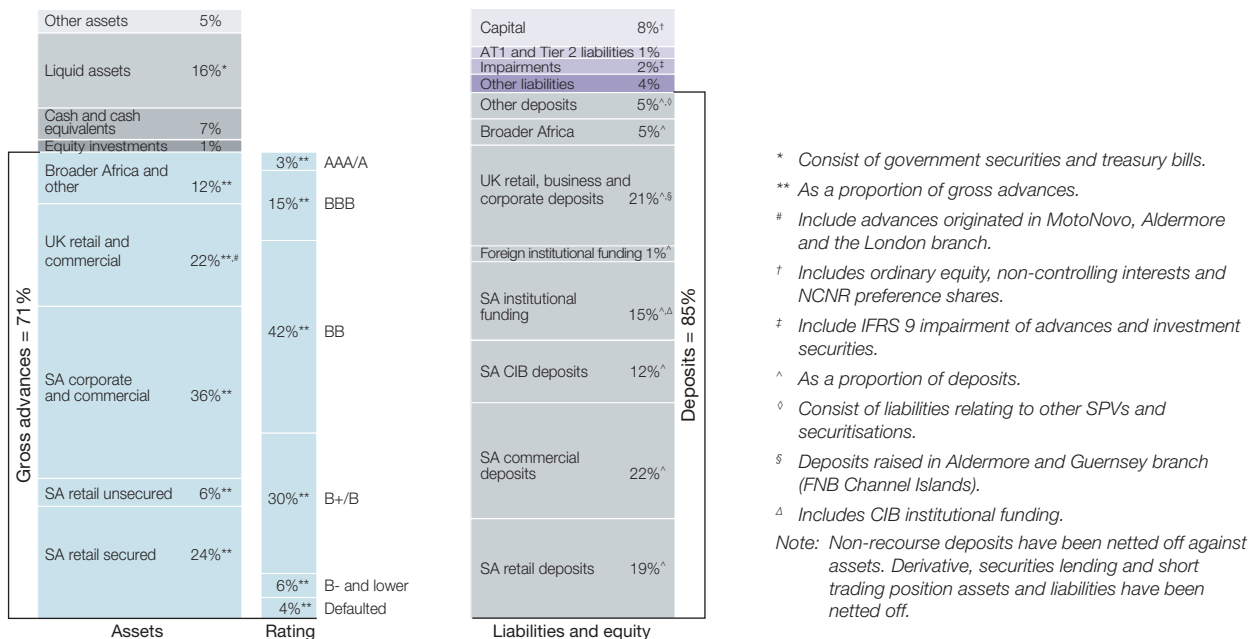 Other assets 5%
Liquid assets 16%*
Cash and cash
equivalents 7%
Equity investments 1%
Broader Africa and
other 12%**
UK retail and
commercial 22%**,#
SA corporate
and commercial 36%**
SA retail unsecured 6%**
SA retail secured 24%**
Gross advances = 71%
Assets
3%** AAA/A
15%** BBB
42%** BB
30%** B+/B
6%** B- and lower
4%** Defaulted
Rating
Capital 8%†
AT1 and Tier 2 liabilities 1%
Impairments 2%‡
Other liabilities 4%
Other deposits 5%^,◊
Broader Africa 5%^
UK retail, business and
corporate deposits 21%^,§
Foreign institutional funding 1%^
SA institutional
funding 15%^,Δ
SA CIB deposits 12%^
SA commercial
deposits 22%^
SA retail deposits 19%^
Deposits = 85%
Liabilities and equity
* Consist of government securities and treasury bills.
** As a proportion of gross advances.
# Include advances originated in MotoNovo, Aldermore
and the London branch.
† Includes ordinary equity, non-controlling interests and
NCNR preference shares.
‡ Include IFRS 9 impairment of advances and investment
securities.
^ As a proportion of deposits.
◊ Consist of liabilities relating to other SPVs and
securitisations.
§ Deposits raised in Aldermore and Guernsey branch
(FNB Channel Islands).
Δ Includes CIB institutional funding.
Note: Non-recourse deposits have been netted off against
assets. Derivative, securities lending and short
trading position assets and liabilities have been
netted off.